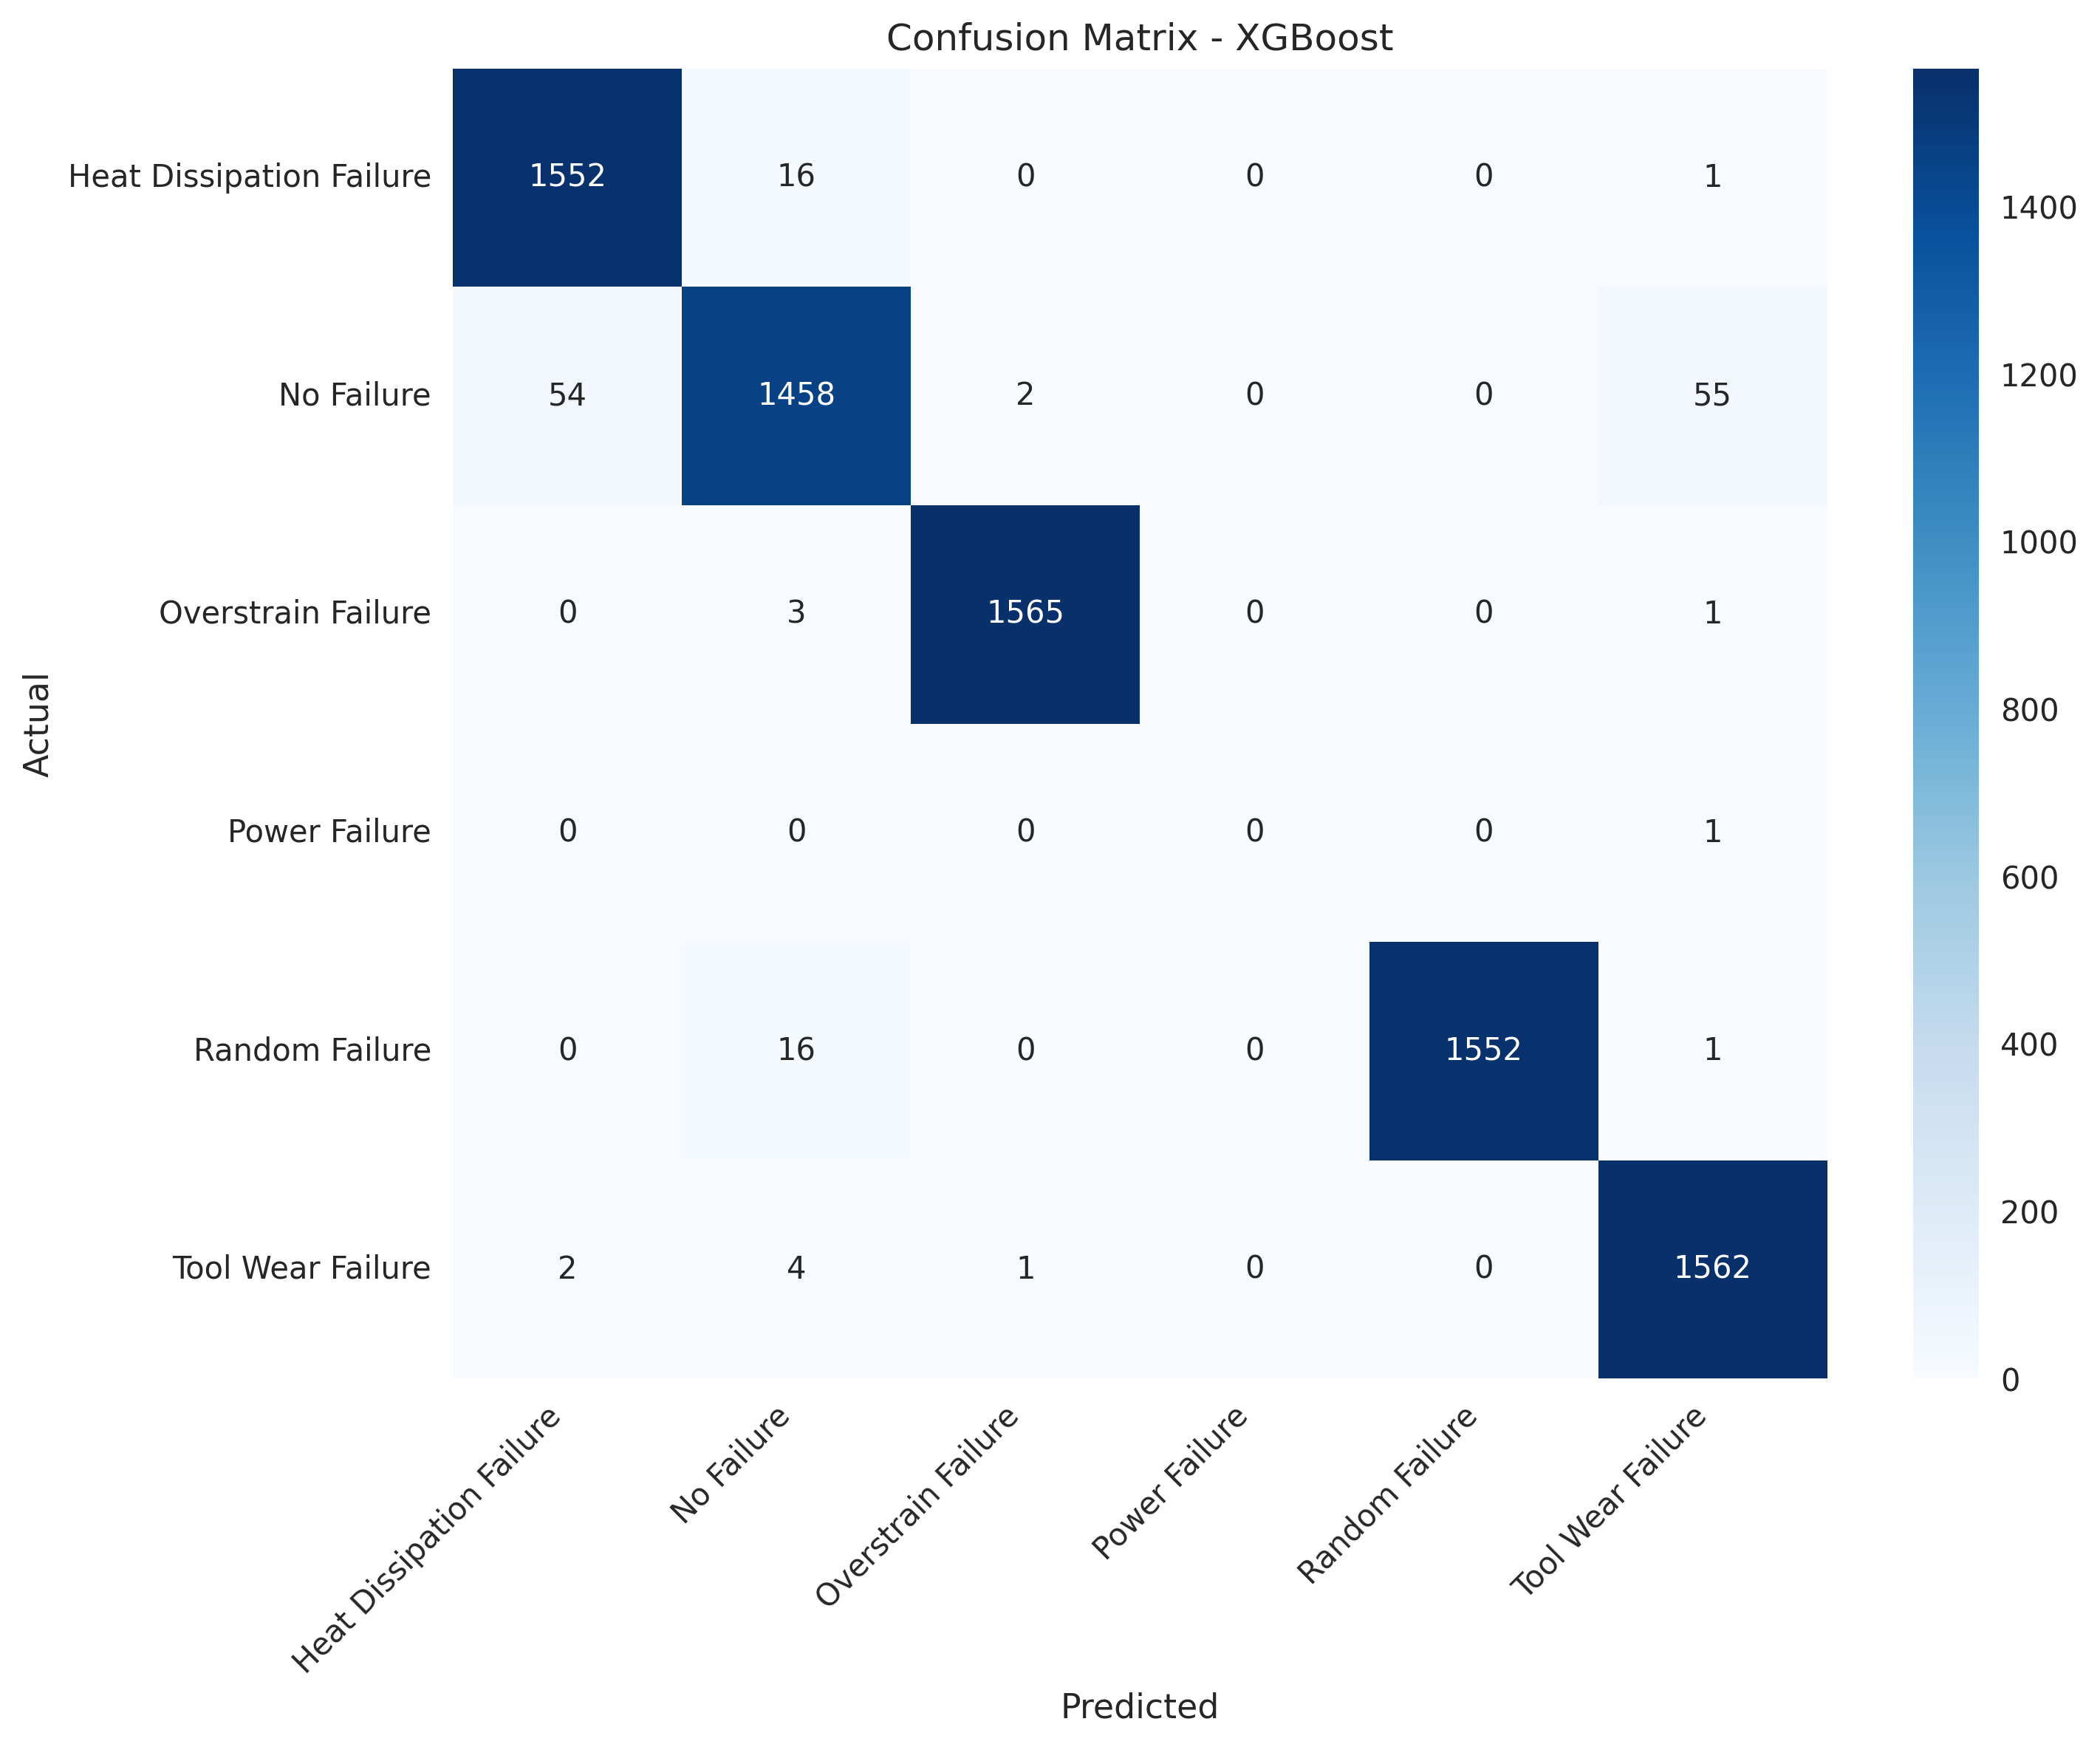 Confusion Matrix - XGBoost
Heat Dissipation Failure 1552 16 0 0 0 1
No Failure 54 1458 2 0 0 55
Overstrain Failure 0 3 1565 0 0 1
Power Failure 0 0 0 0 0 1
Random Failure 0 16 0 0 1552 1
Tool Wear Failure 2 4 1 0 0 1562
Actual
Heat Dissipation Failure
No Failure
Overstrain Failure
Power Failure
Random Failure
Tool Wear Failure
Predicted
1400
1200
1000
800
600
400
200
0